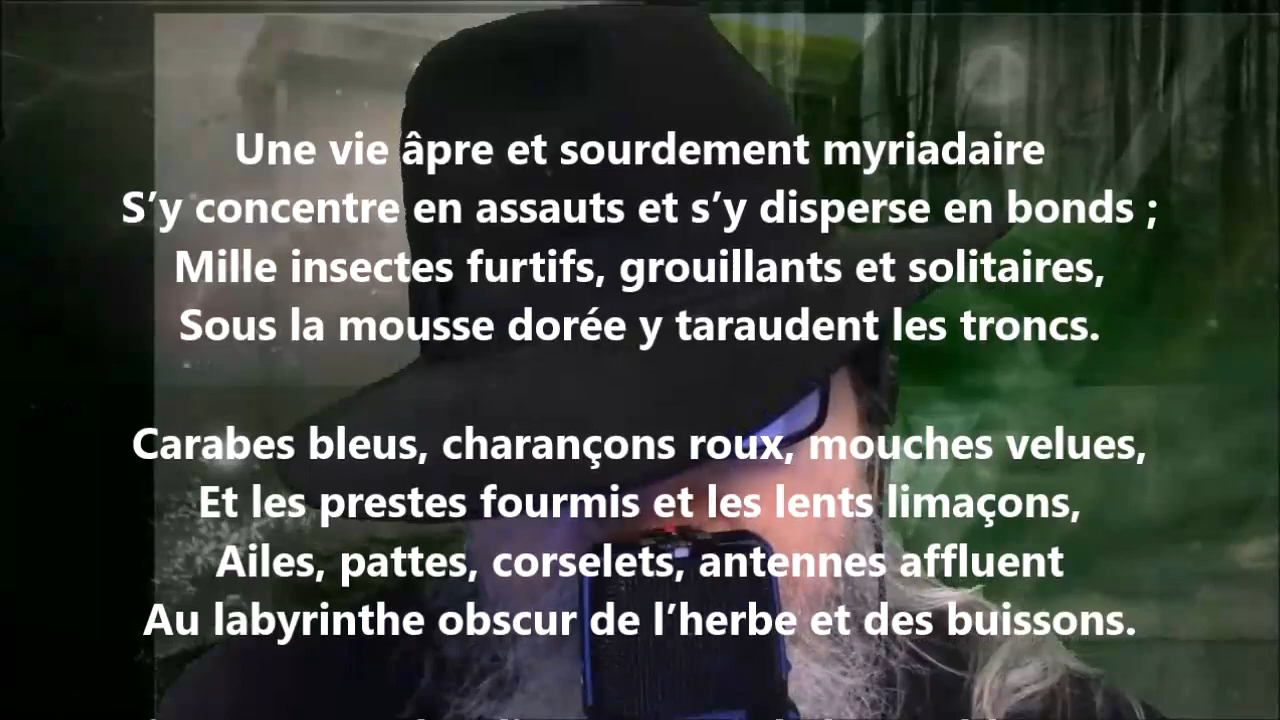 Une vie âpre et sourdement myriadaire
S’y concentre en assauts et s’y disperse en bonds ;
Mille insectes furtifs, grouillants et solitaires,
Sous la mousse dorée y taraudent les troncs.
Carabes bleus, charançons roux, mouches velues,
Et les prestes fourmis et les lents limaçons,
Ailes, pattes, corselets, antennes affluent
Au labyrinthe obscur de l’herbe et des buissons.